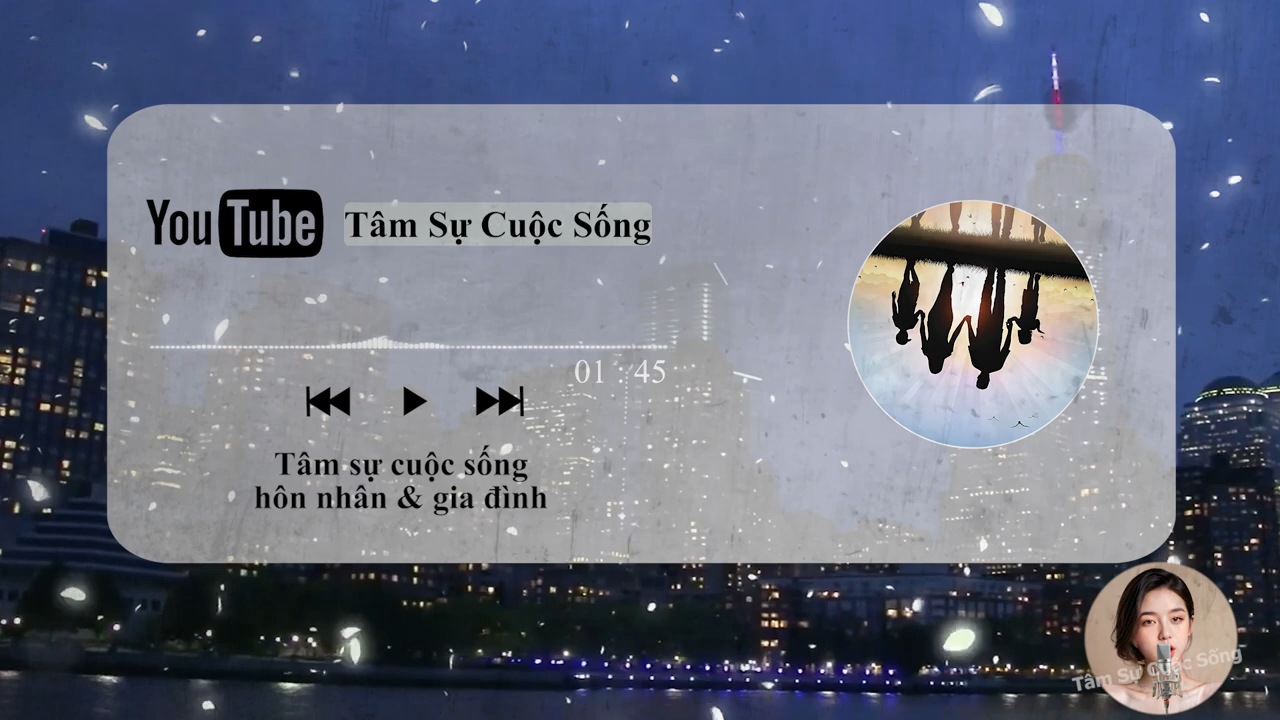 YouTube Tâm Sự Cuộc Sống
01 45
Tâm sự cuộc sống
hôn nhân & gia đình
Tâm Sự Cuộc Sống